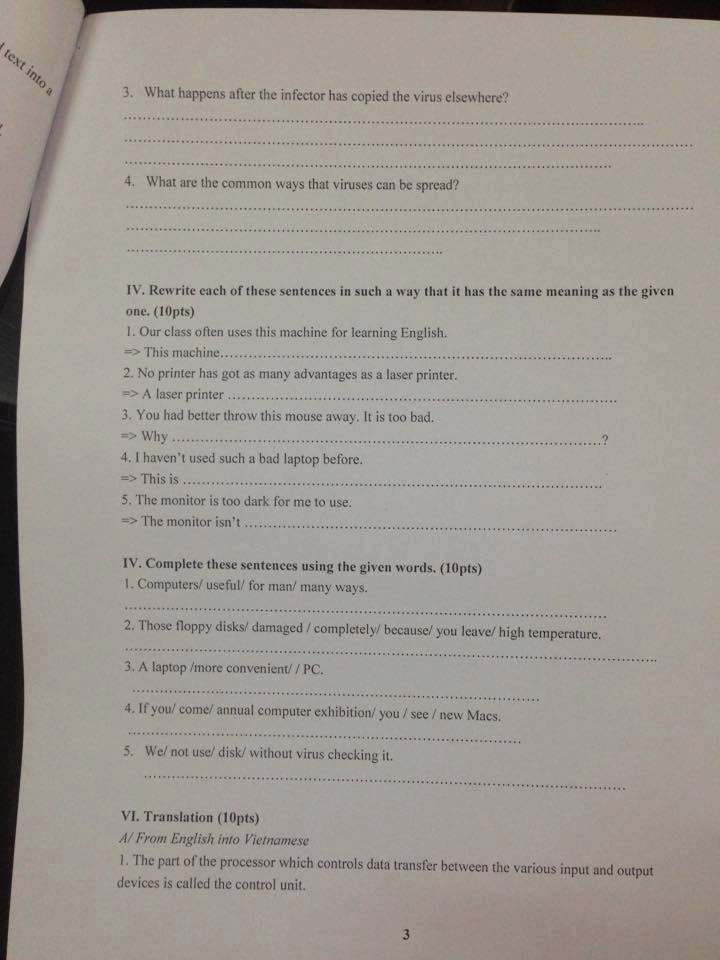 text into a
3. What happens after the infector has copied the virus elsewhere?
4. What are the common ways that viruses can be spread?
IV. Rewrite each of these sentences in such a way that it has the same meaning as the given
one. (10pts)
1. Our class often uses this machine for learning English.
=> This machine..........................................................................................
2. No printer has got as many advantages as a laser printer.
=> A laser printer ..........................................................................................
3. You had better throw this mouse away. It is too bad.
=> Why ..........................................................................................?
4. I haven't used such a bad laptop before.
=> This is ..........................................................................................
5. The monitor is too dark for me to use.
=> The monitor isn't ..........................................................................................
IV. Complete these sentences using the given words. (10pts)
1. Computers/ useful/ for man/ many ways.
2. Those floppy disks/ damaged / completely/ because/ you leave/ high temperature.
3. A laptop /more convenient/ / PC.
4. If you/ come/ annual computer exhibition/ you / see / new Macs.
5. We/ not use/ disk/ without virus checking it.
VI. Translation (10pts)
A/ From English into Vietnamese
1. The part of the processor which controls data transfer between the various input and output
devices is called the control unit.
3